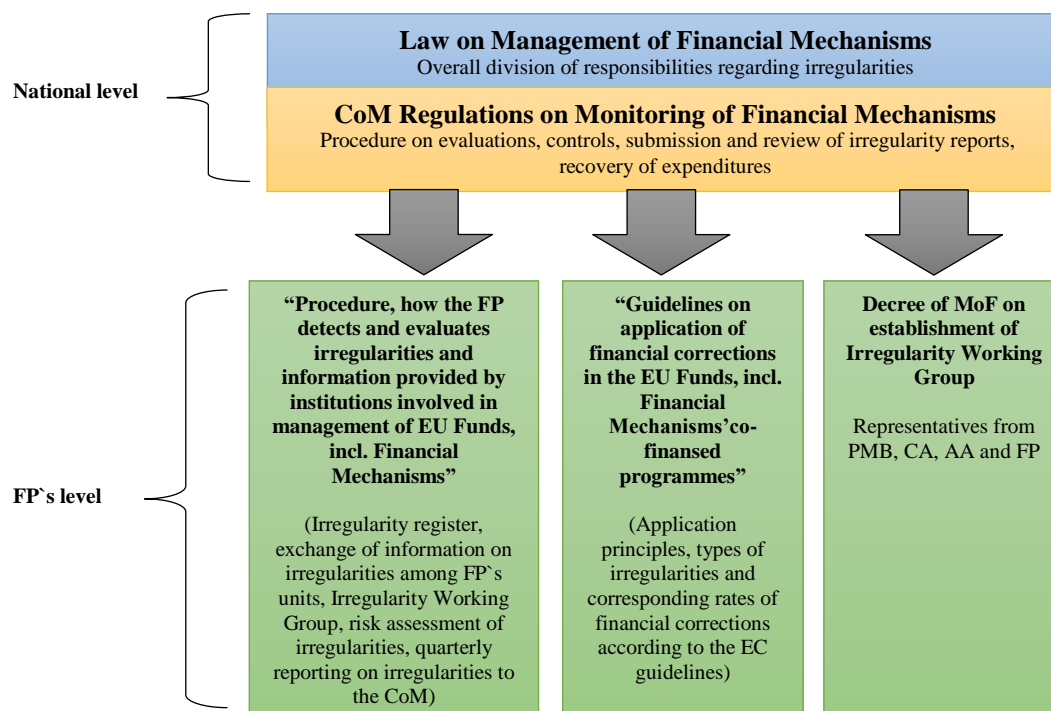 Law on Management of Financial Mechanisms
Overall division of responsibilities regarding irregularities
National level
CoM Regulations on Monitoring of Financial Mechanisms
Procedure on evaluations, controls, submission and review of irregularity reports,
recovery of expenditures
“Procedure, how the FP
detects and evaluates
irregularities and
information provided by
institutions involved in
management of EU Funds,
incl. Financial
Mechanisms”
(Irregularity register,
exchange of information on
irregularities among FP`s
units, Irregularity Working
Group, risk assessment of
irregularities, quarterly
reporting on irregularities to
the CoM)
“Guidelines on
application of
financial corrections
in the EU Funds, incl.
Financial
Mechanisms’co-
finansed
programmes”
(Application
principles, types of
irregularities and
corresponding rates of
financial corrections
according to the EC
guidelines)
Decree of MoF on
establishment of
Irregularity Working
Group
Representatives from
PMB, CA, AA and FP
FP`s level